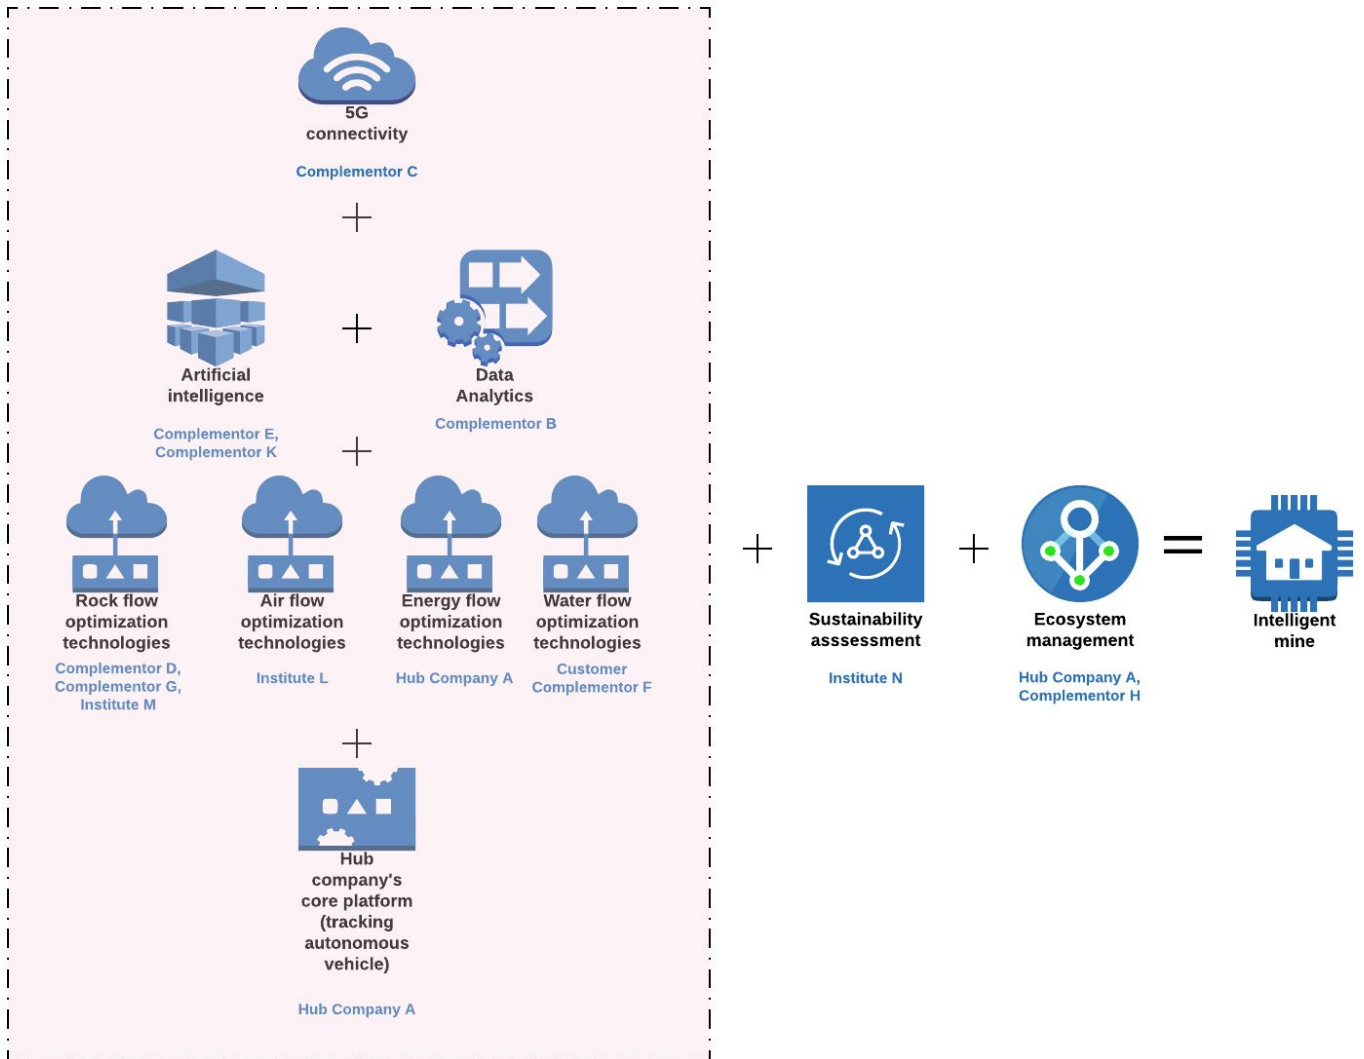 5G
connectivity
Complementor C
Artificial
intelligence
Complementor E,
Complementor K
Data
Analytics
Complementor B
Rock flow
optimization
technologies
Complementor D,
Complementor G,
Institute M
Air flow
optimization
technologies
Institute L
Energy flow
optimization
technologies
Hub Company A
Water flow
optimization
technologies
Customer
Complementor F
Hub
company's
core platform
(tracking
autonomous
vehicle)
Hub Company A
Sustainability
asssessment
Institute N
Ecosystem
management
Hub Company A,
Complementor H
Intelligent
mine